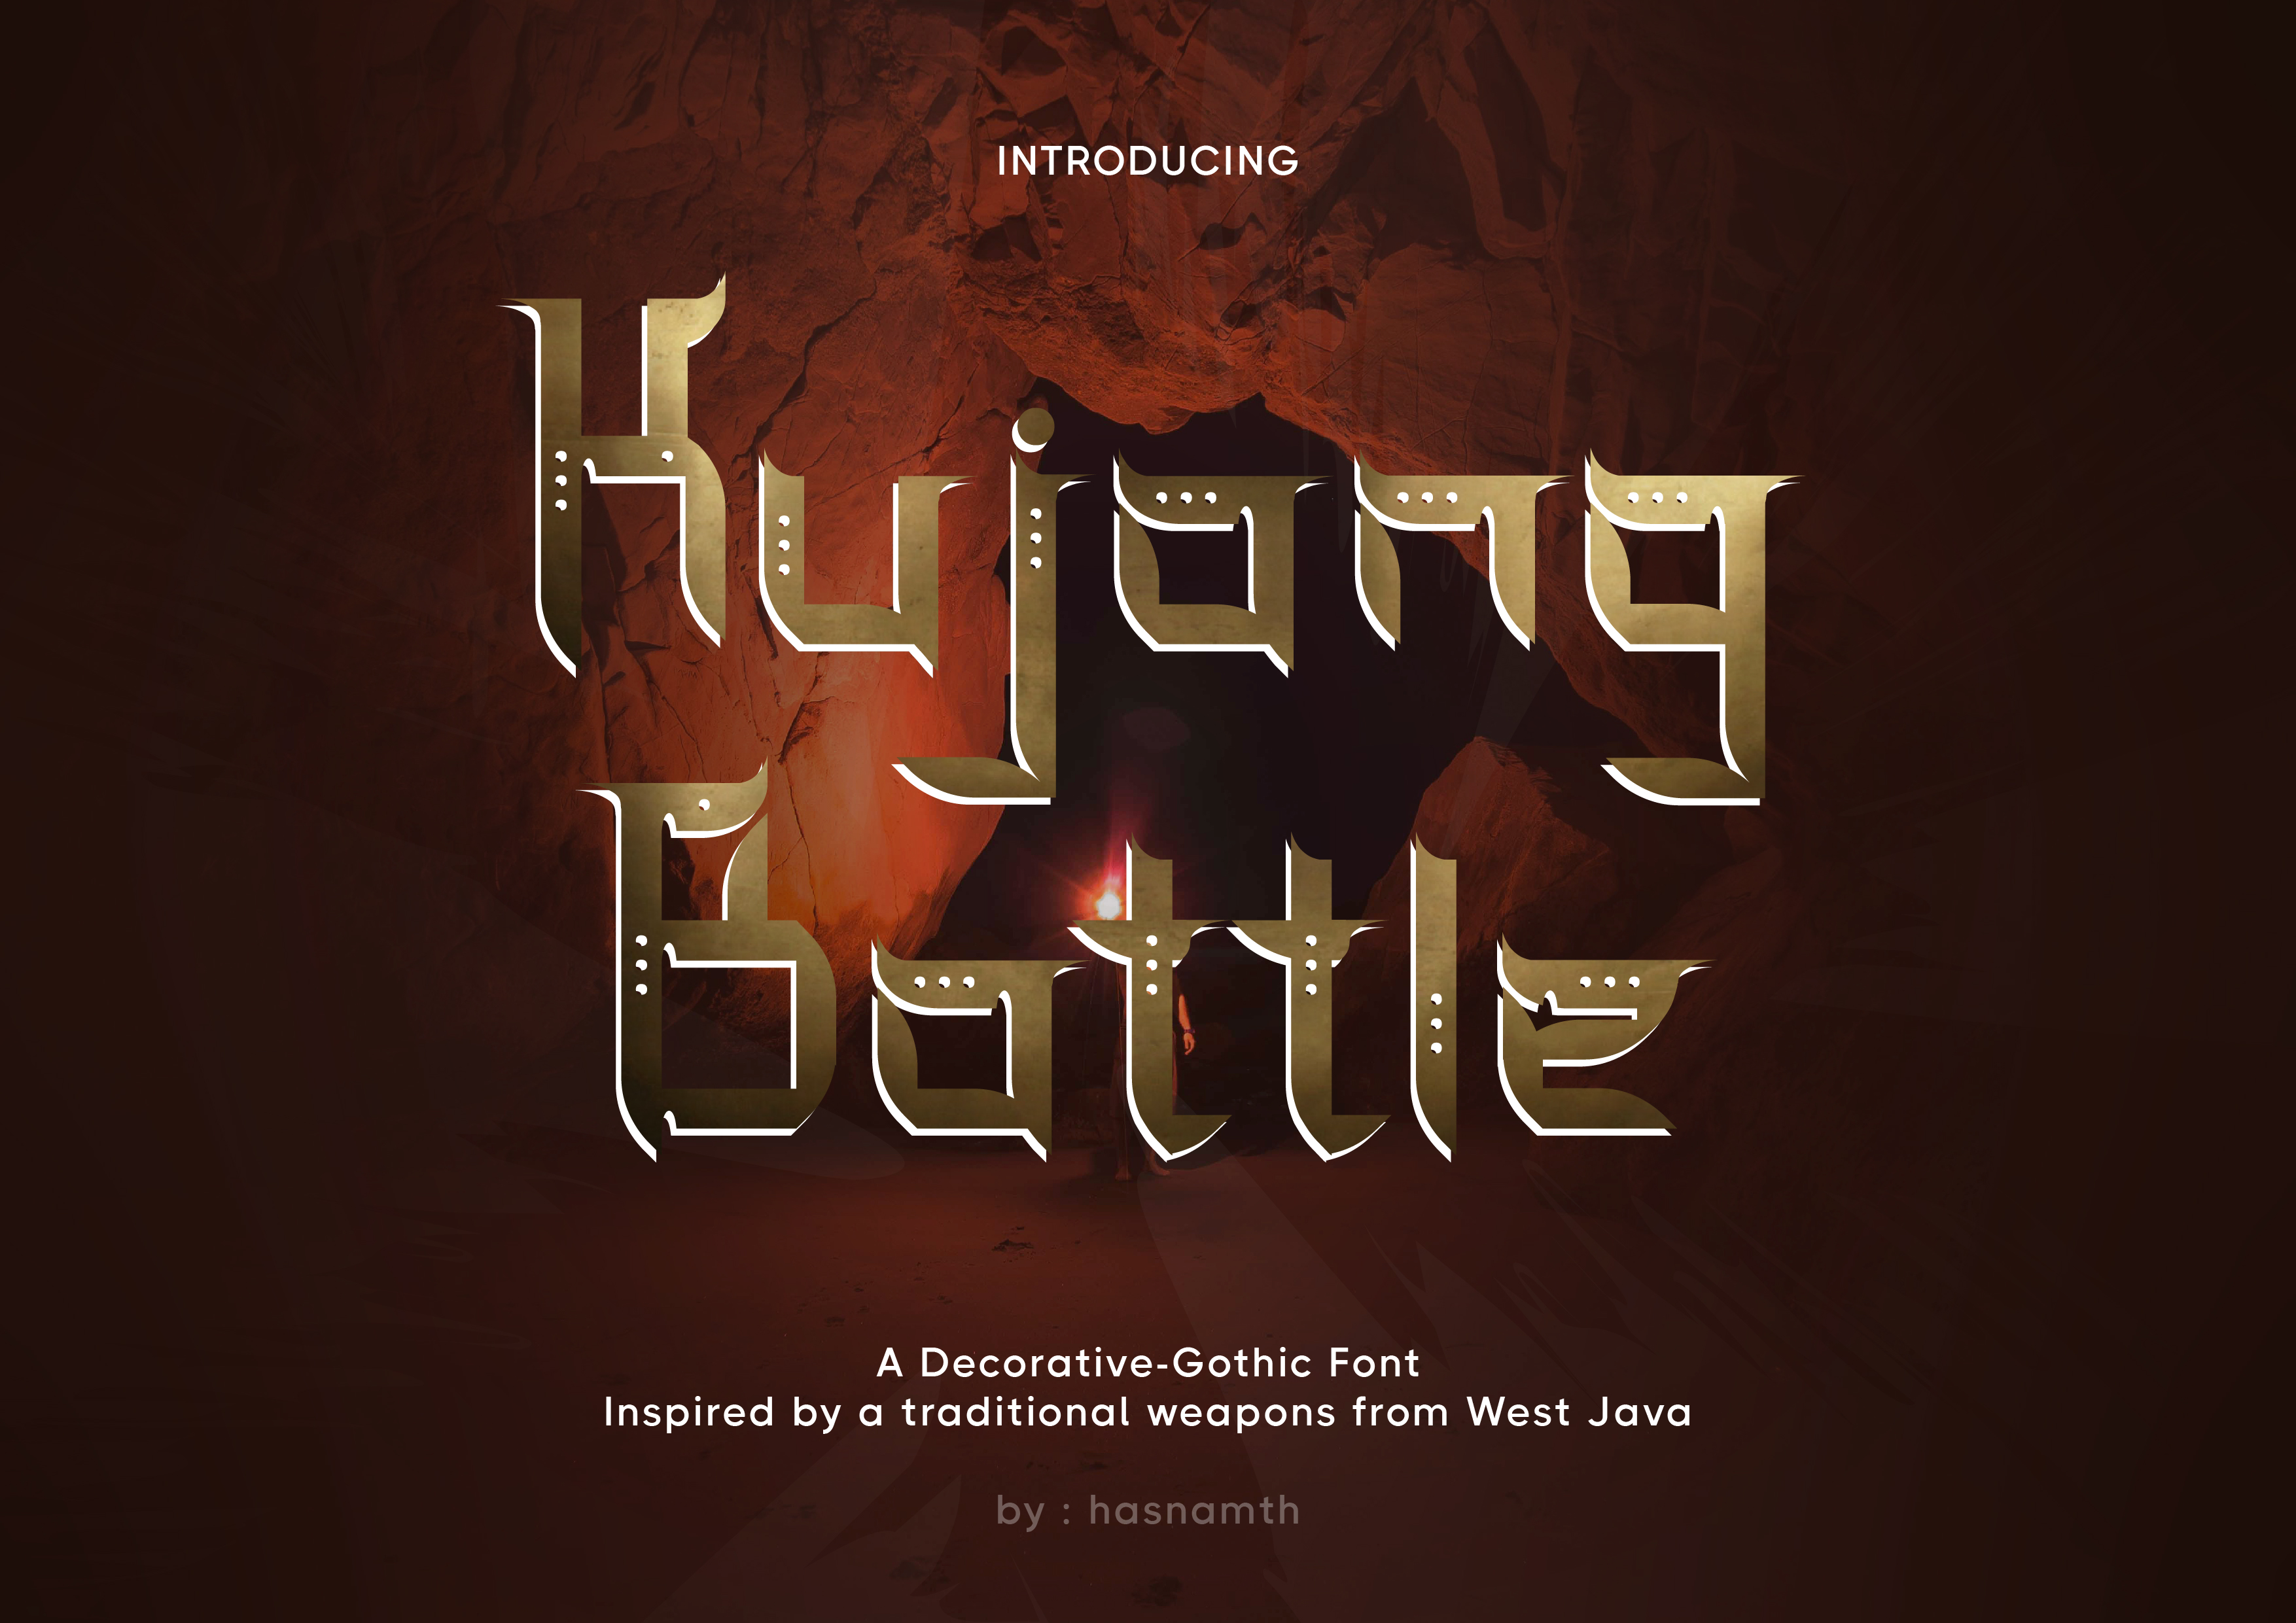 INTRODUCING
Kujang
Battle
A Decorative-Gothic Font
Inspired by a traditional weapons from West Java
by : hasnamth